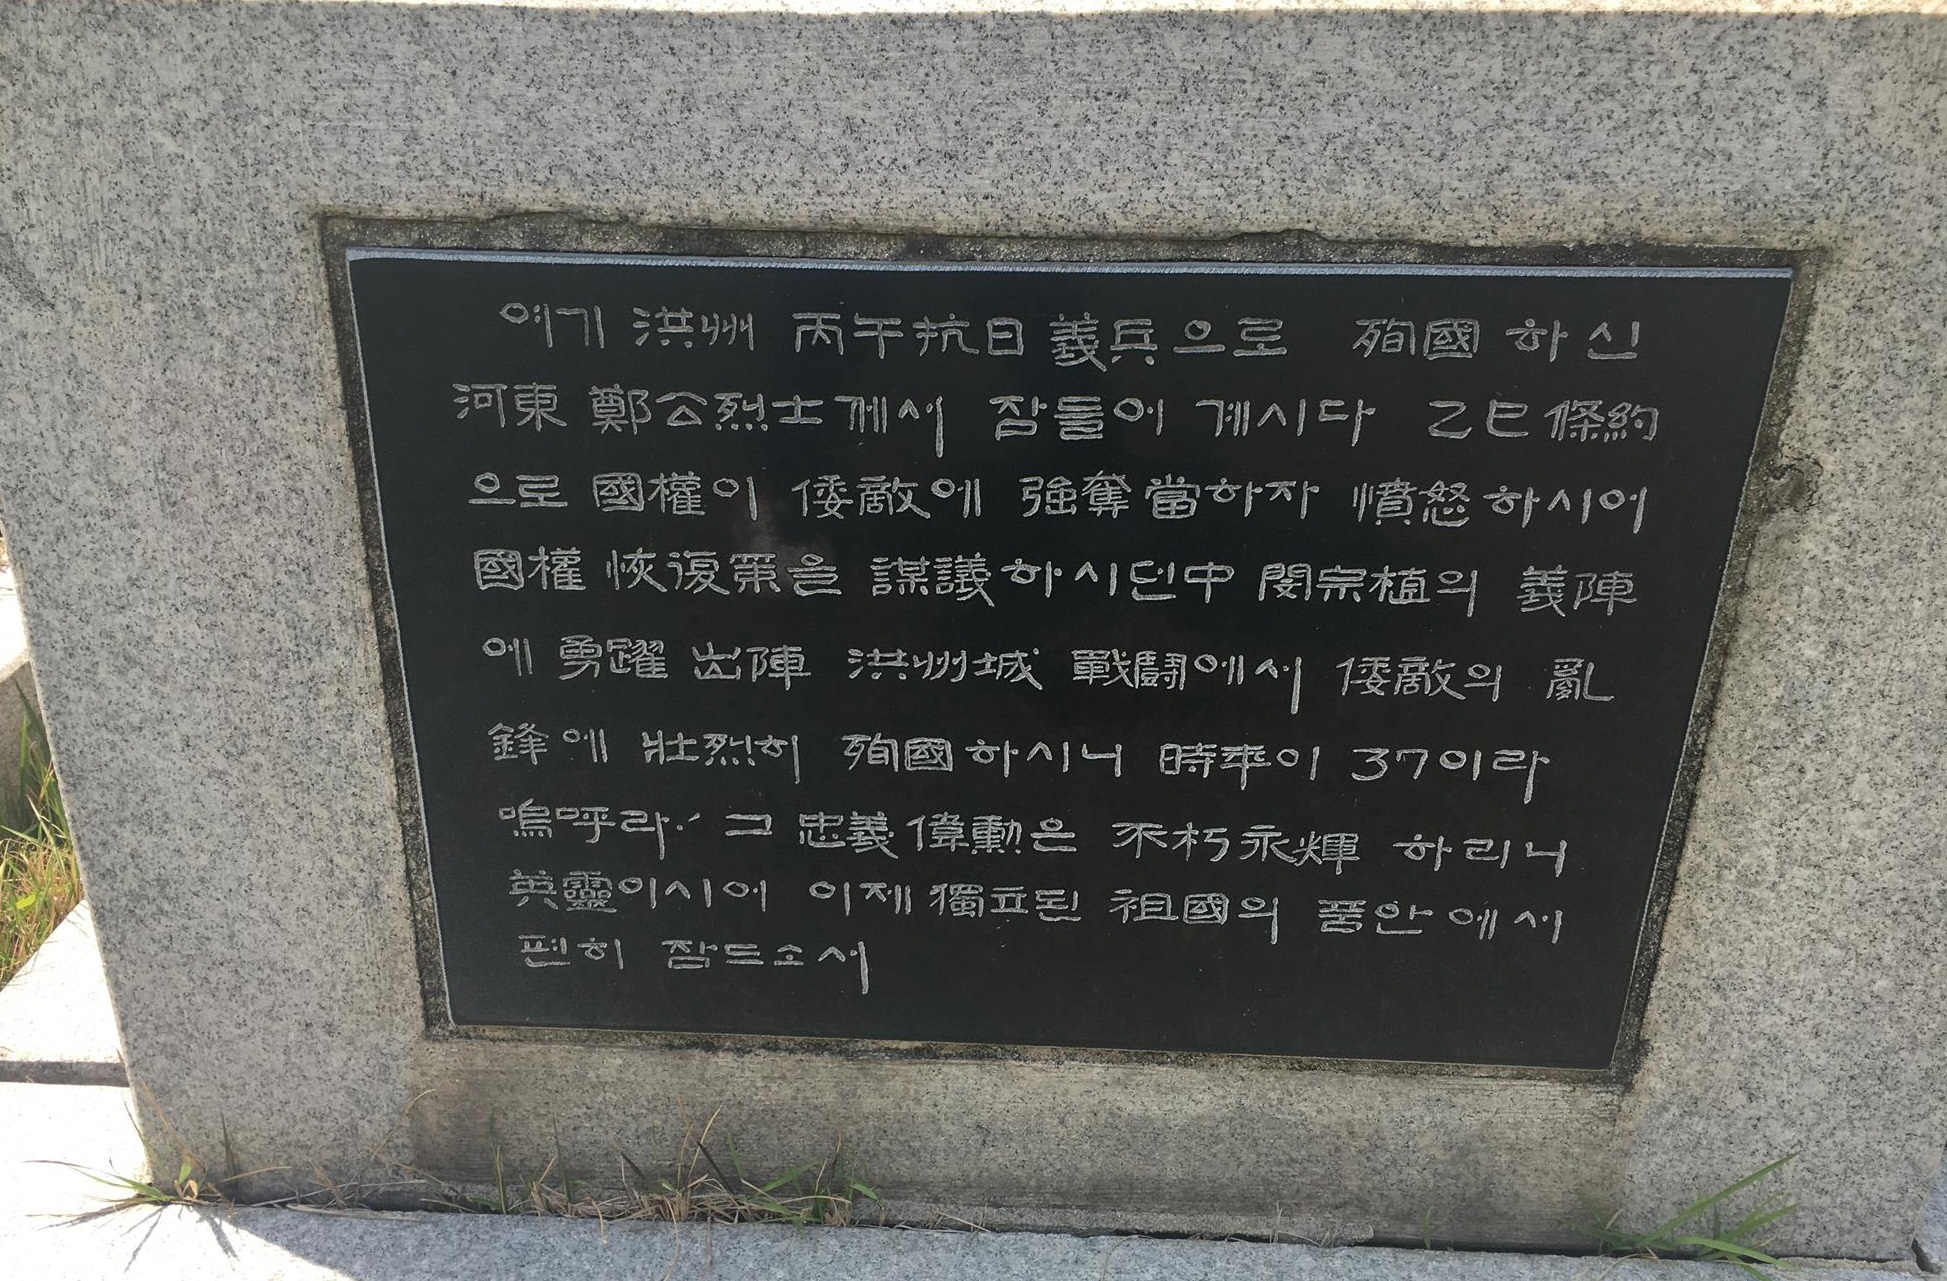 여기 洪州 丙午抗日義兵으로 殉國하신
河東 鄭公烈士께서 잠들어 계시다 乙巳條約
으로 國權이 倭敵에 強奪當하자 憤怒하시어
國權 恢復策을 謀議하시던中 閔宗植의 義陣
에 勇躍 出陣 洪州城 戰鬪에서 倭敵의 亂
鋒에 壯烈히 殉國하시니 時年이 37이라
嗚呼라! 그 忠義偉勳은 不朽永輝 하리니
英靈이시어 이제 獨立된 祖國의 품안에서
편히 잠드소서